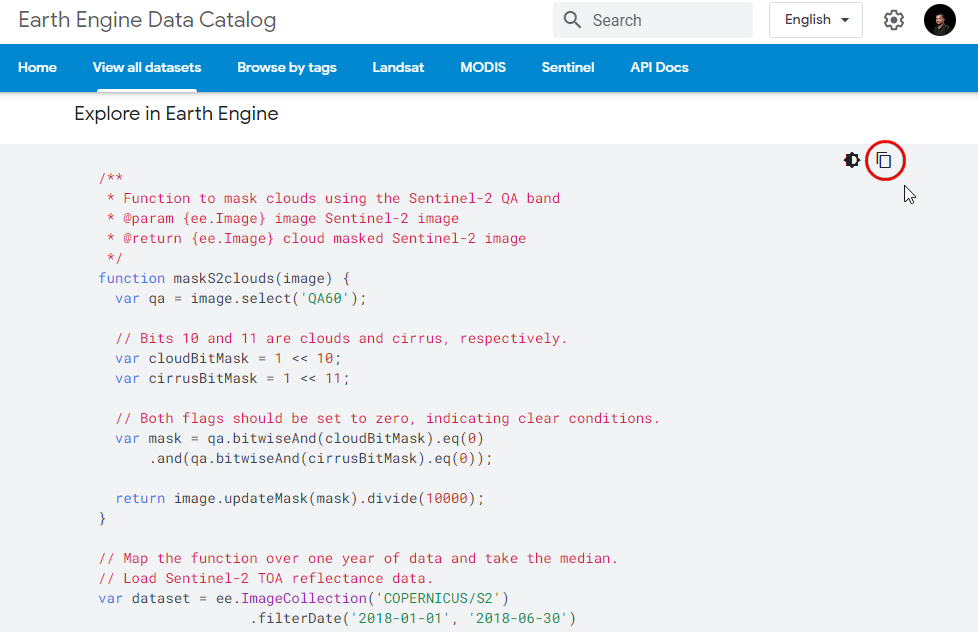 Earth Engine Data Catalog
Search
English
Home View all datasets Browse by tags Landsat MODIS Sentinel API Docs
Explore in Earth Engine
/**
 * Function to mask clouds using the Sentinel-2 QA band
 * @param {ee.Image} image Sentinel-2 image
 * @return {ee.Image} cloud masked Sentinel-2 image
 */
function maskS2clouds(image) {
  var qa = image.select('QA60');
  // Bits 10 and 11 are clouds and cirrus, respectively.
  var cloudBitMask = 1 << 10;
  var cirrusBitMask = 1 << 11;
  // Both flags should be set to zero, indicating clear conditions.
  var mask = qa.bitwiseAnd(cloudBitMask).eq(0)
      .and(qa.bitwiseAnd(cirrusBitMask).eq(0));
  return image.updateMask(mask).divide(10000);
}
// Map the function over one year of data and take the median.
// Load Sentinel-2 TOA reflectance data.
var dataset = ee.ImageCollection('COPERNICUS/S2')
                  .filterDate('2018-01-01', '2018-06-30')